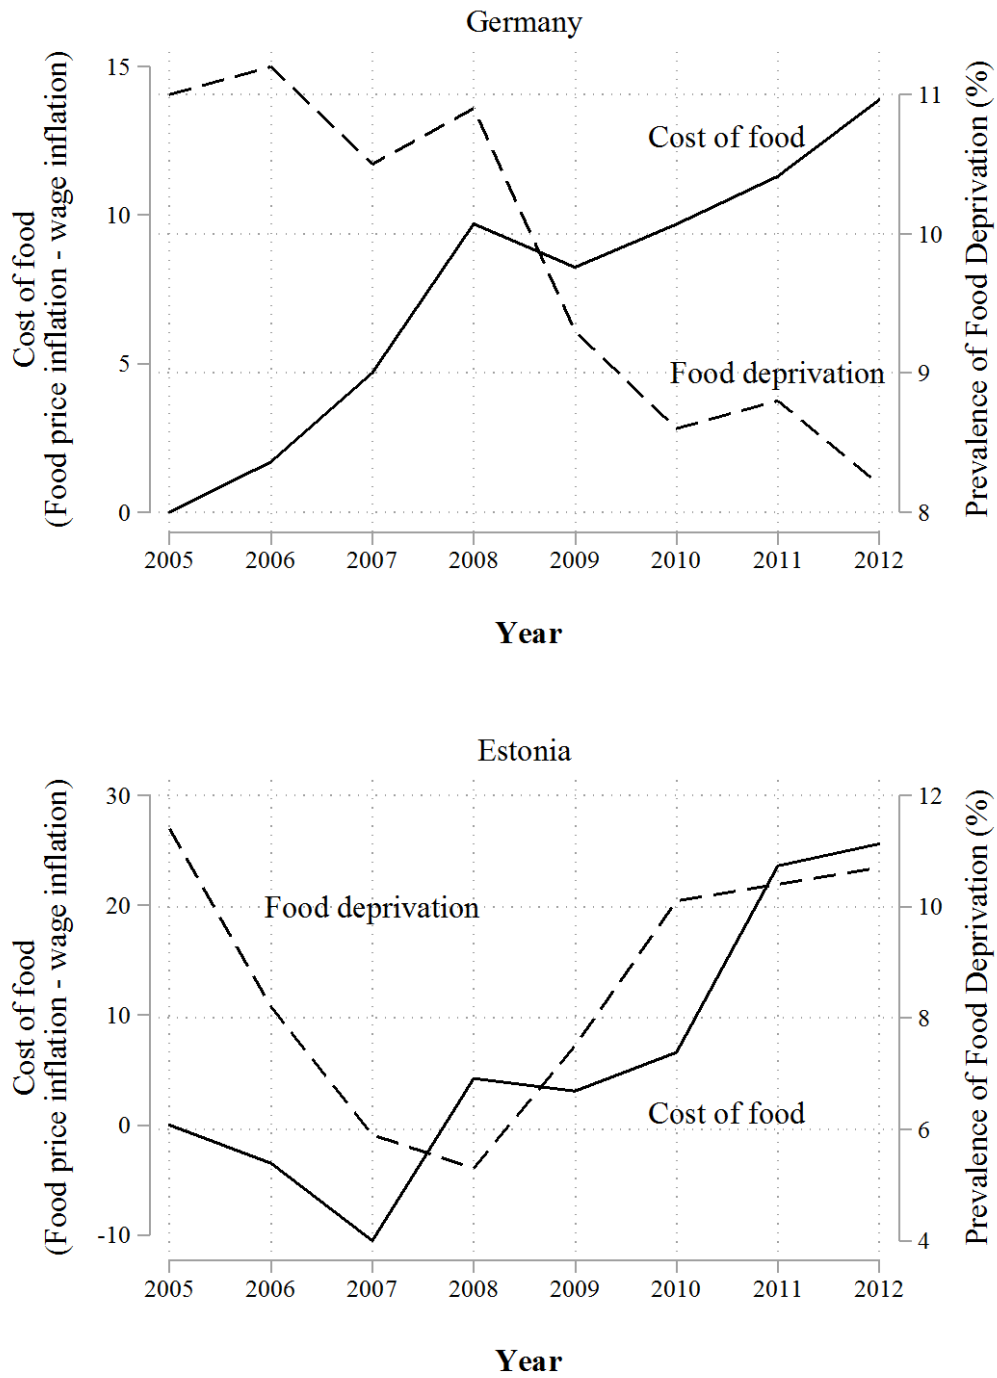 Germany
Cost of food
(Food price inflation - wage inflation)
15
10
5
0
Cost of food
Food deprivation
11
10
9
8
Prevalence of Food Deprivation (%)
2005 2006 2007 2008 2009 2010 2011 2012
Year
Estonia
Cost of food
(Food price inflation - wage inflation)
30
20
10
0
-10
Food deprivation
Cost of food
12
10
8
6
4
Prevalence of Food Deprivation (%)
2005 2006 2007 2008 2009 2010 2011 2012
Year